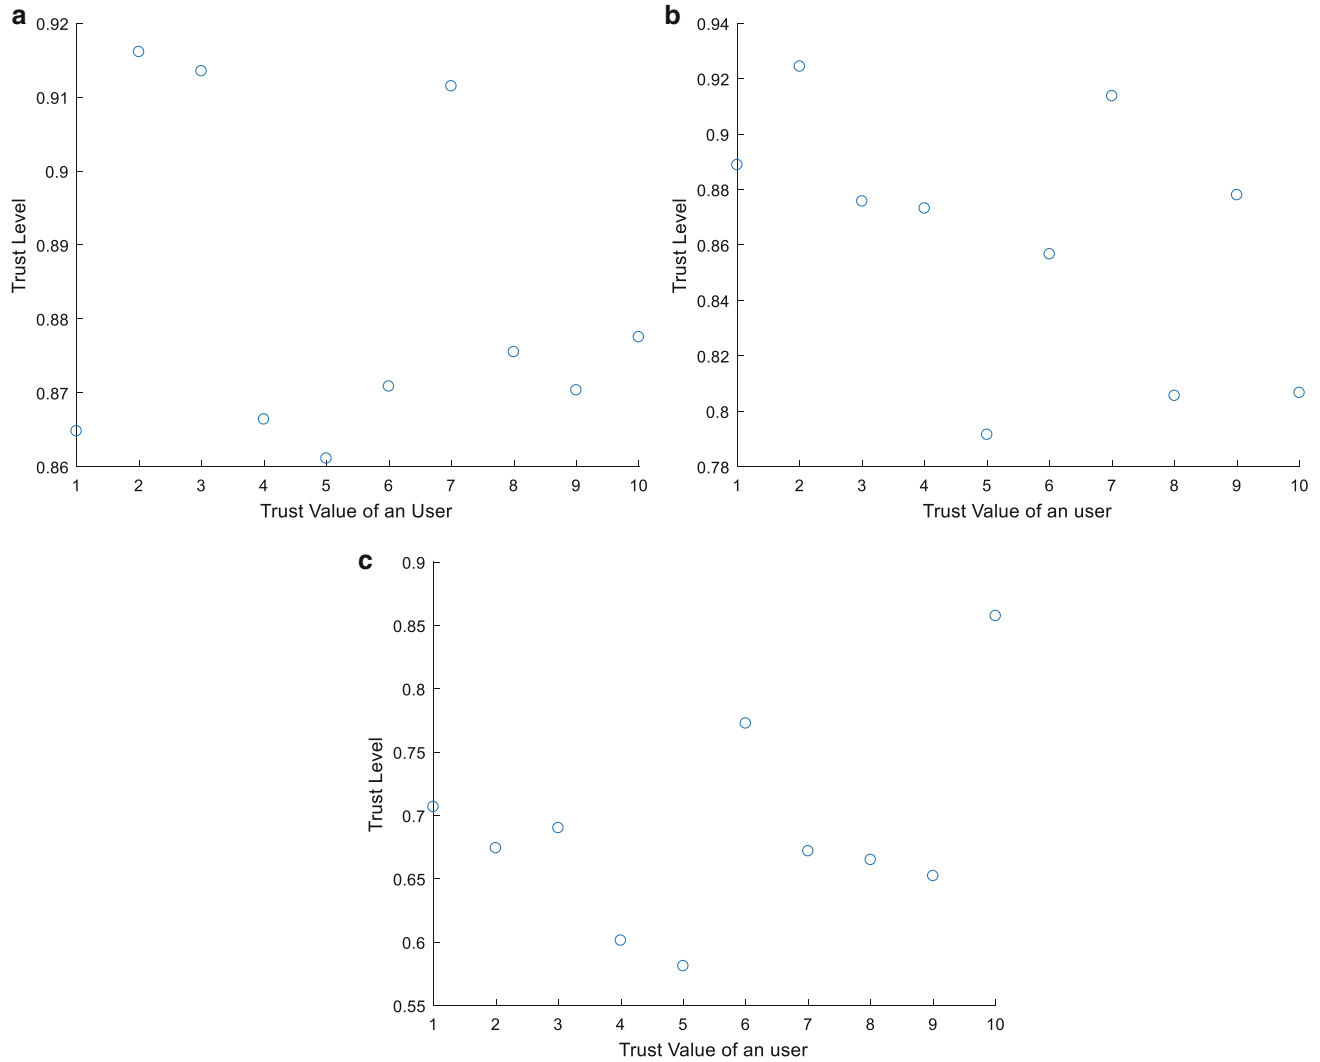 a
0.92
0.91
0.9
0.89
0.88
0.87
0.86
Trust Level
1 2 3 4 5 6 7 8 9 10
Trust Value of an User
b
0.94
0.92
0.9
0.88
0.86
0.84
0.82
0.8
0.78
Trust Level
1 2 3 4 5 6 7 8 9 10
Trust Value of an user
c
0.9
0.85
0.8
0.75
0.7
0.65
0.6
0.55
Trust Level
1 2 3 4 5 6 7 8 9 10
Trust Value of an user